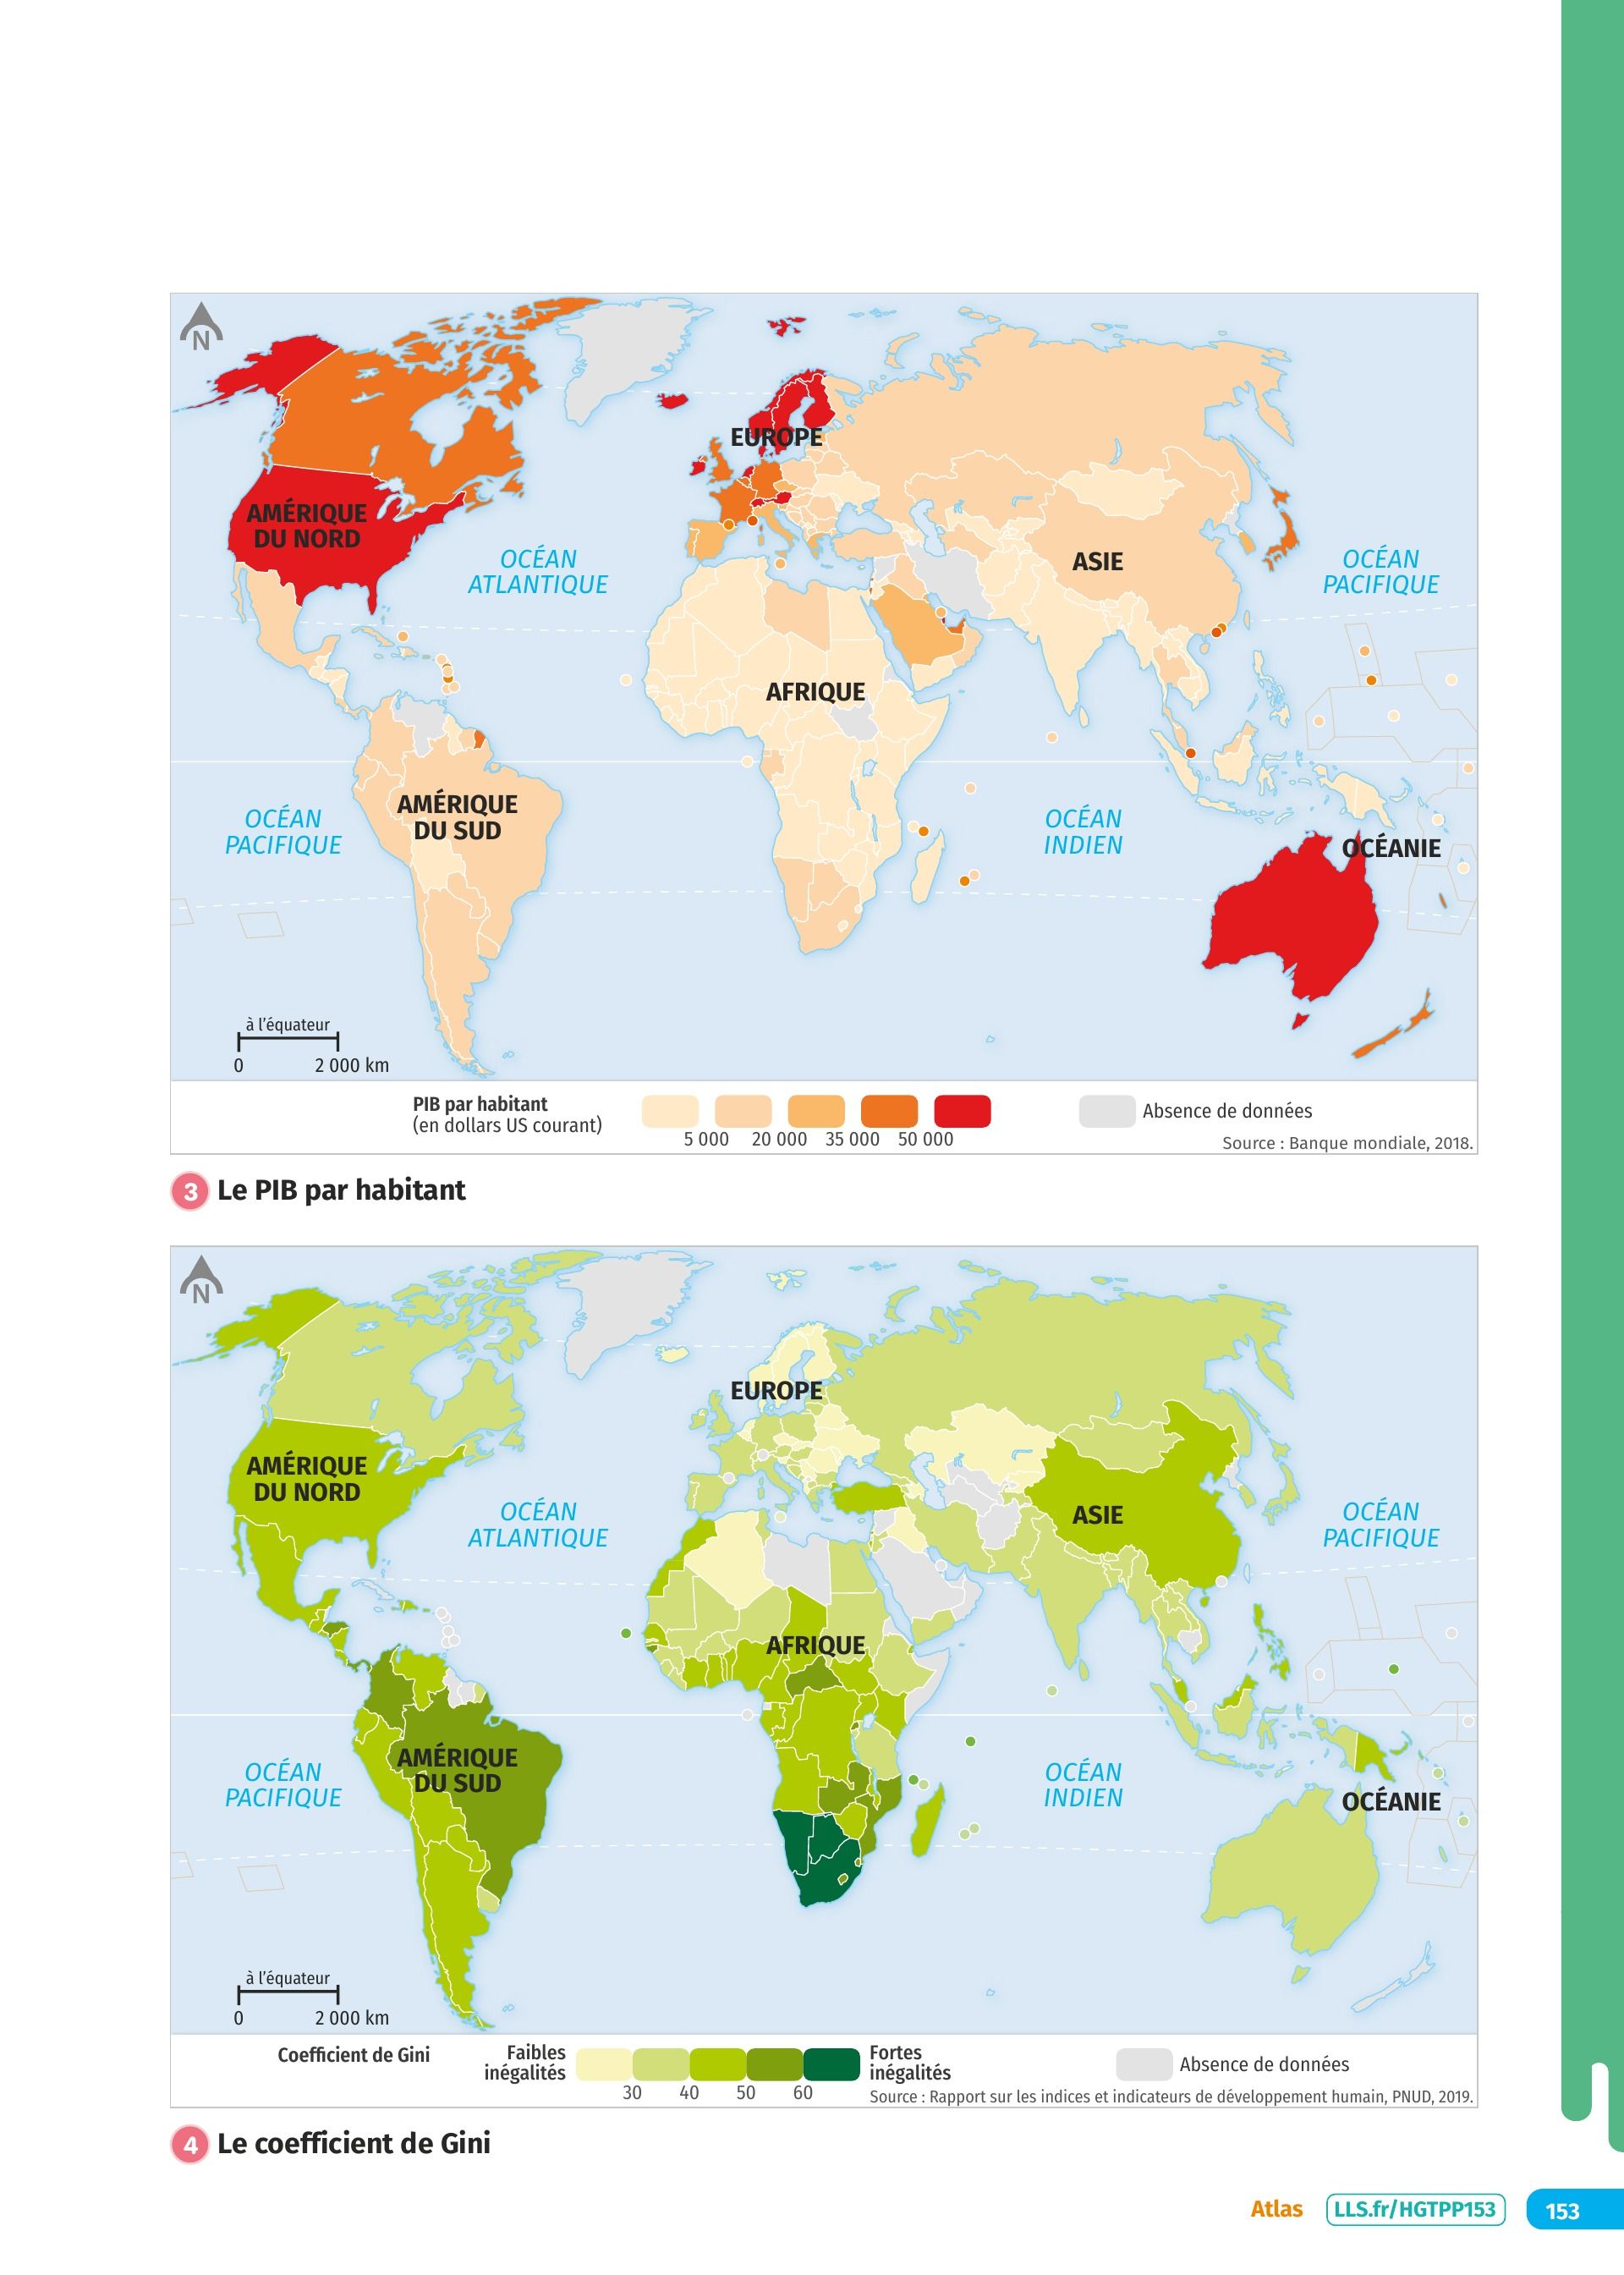 N
EUROPE
AMÉRIQUE
DU NORD
OCÉAN
ATLANTIQUE
ASIE
OCÉAN
PACIFIQUE
AFRIQUE
AMÉRIQUE
DU SUD
OCÉAN
PACIFIQUE
OCÉAN
INDIEN
OCÉANIE
à l'équateur
0 2 000 km
PIB par habitant
(en dollars US courant)
5 000 20 000 35 000 50 000
Absence de données
Source : Banque mondiale, 2018.
3 Le PIB par habitant
N
EUROPE
AMÉRIQUE
DU NORD
OCÉAN
ATLANTIQUE
ASIE
OCÉAN
PACIFIQUE
AFRIQUE
AMÉRIQUE
DU SUD
OCÉAN
PACIFIQUE
OCÉAN
INDIEN
OCÉANIE
à l'équateur
0 2 000 km
Coefficient de Gini
Faibles
inégalités
30 40 50 60
Fortes
inégalités
Absence de données
Source : Rapport sur les indices et indicateurs de développement humain, PNUD, 2019.
4 Le coefficient de Gini
Atlas LLS.fr/HGTPP153 153